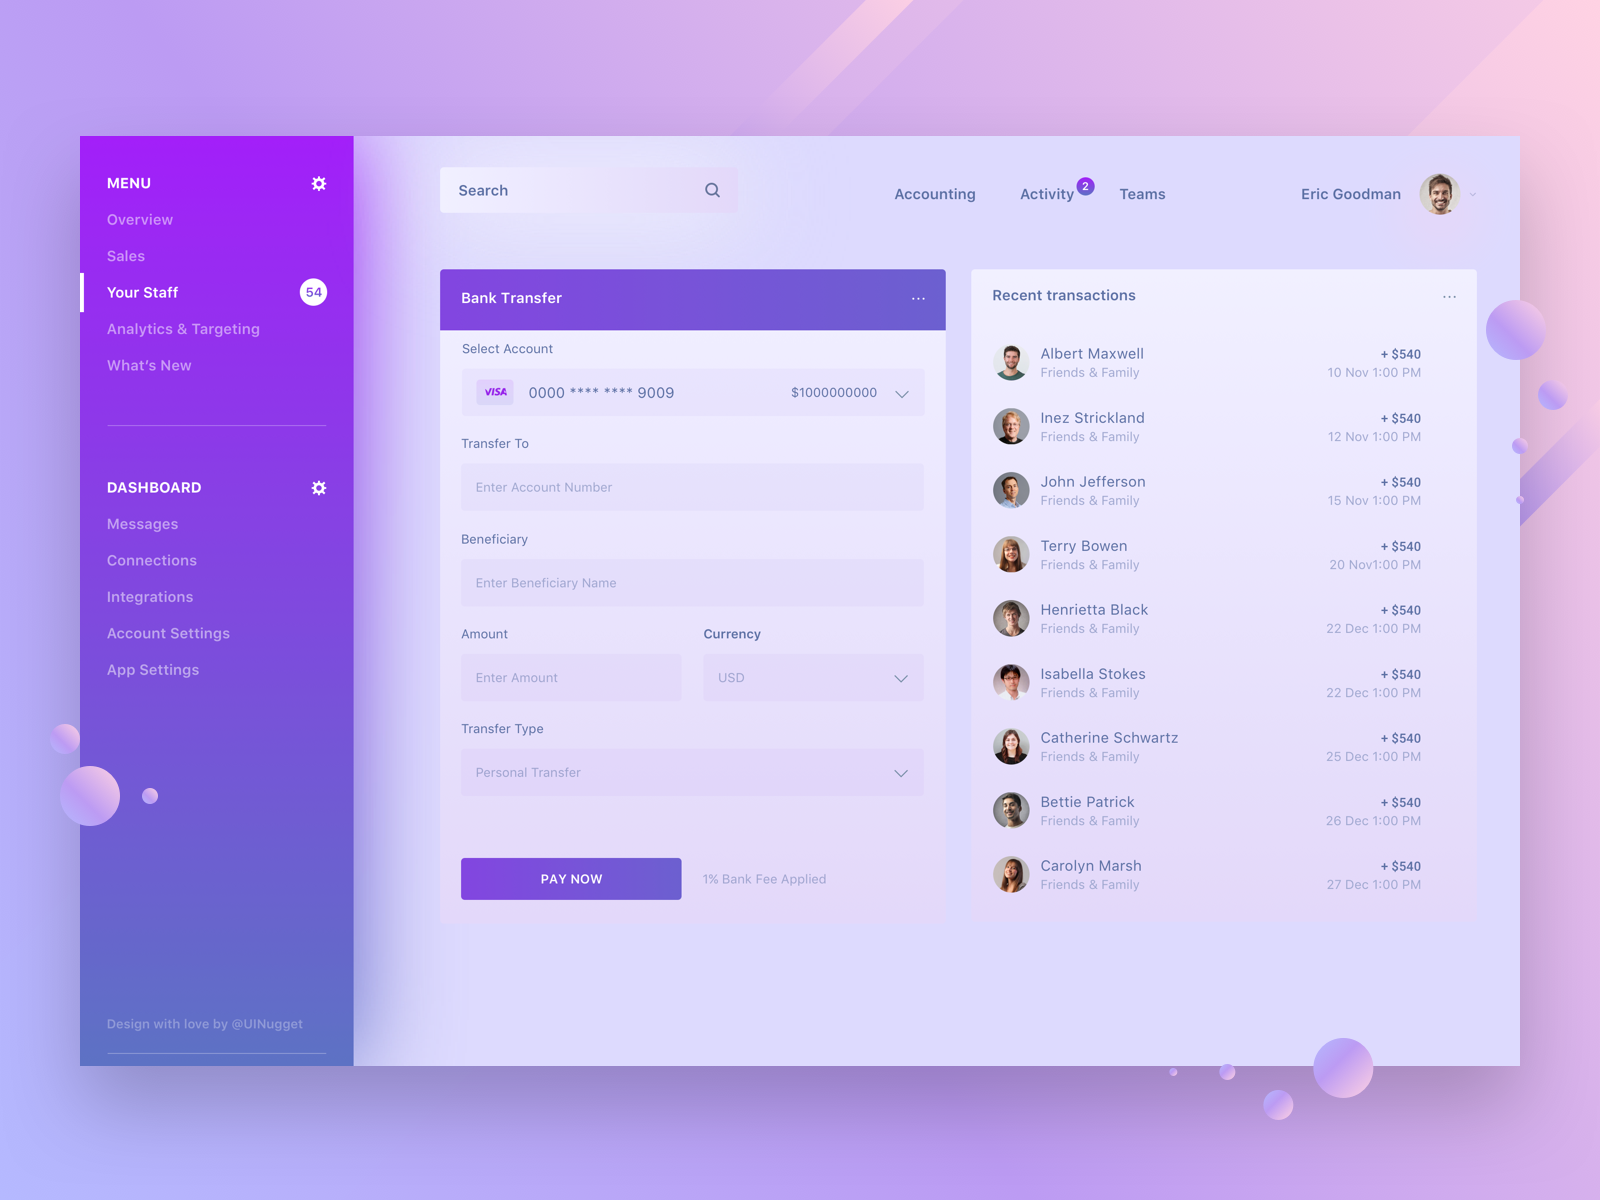 MENU
Overview
Sales
Your Staff 54
Analytics & Targeting
What's New
DASHBOARD
Messages
Connections
Integrations
Account Settings
App Settings
Design with love by @UINugget
Search
Accounting Activity 2 Teams Eric Goodman
Bank Transfer ...
Select Account
VISA 0000 **** **** 9009 $1000000000
Transfer To
Enter Account Number
Beneficiary
Enter Beneficiary Name
Amount Currency
Enter Amount USD
Transfer Type
Personal Transfer
PAY NOW 1% Bank Fee Applied
Recent transactions ...
Albert Maxwell + $540
Friends & Family 10 Nov 1:00 PM
Inez Strickland + $540
Friends & Family 12 Nov 1:00 PM
John Jefferson + $540
Friends & Family 15 Nov 1:00 PM
Terry Bowen + $540
Friends & Family 20 Nov1:00 PM
Henrietta Black + $540
Friends & Family 22 Dec 1:00 PM
Isabella Stokes + $540
Friends & Family 22 Dec 1:00 PM
Catherine Schwartz + $540
Friends & Family 25 Dec 1:00 PM
Bettie Patrick + $540
Friends & Family 26 Dec 1:00 PM
Carolyn Marsh + $540
Friends & Family 27 Dec 1:00 PM